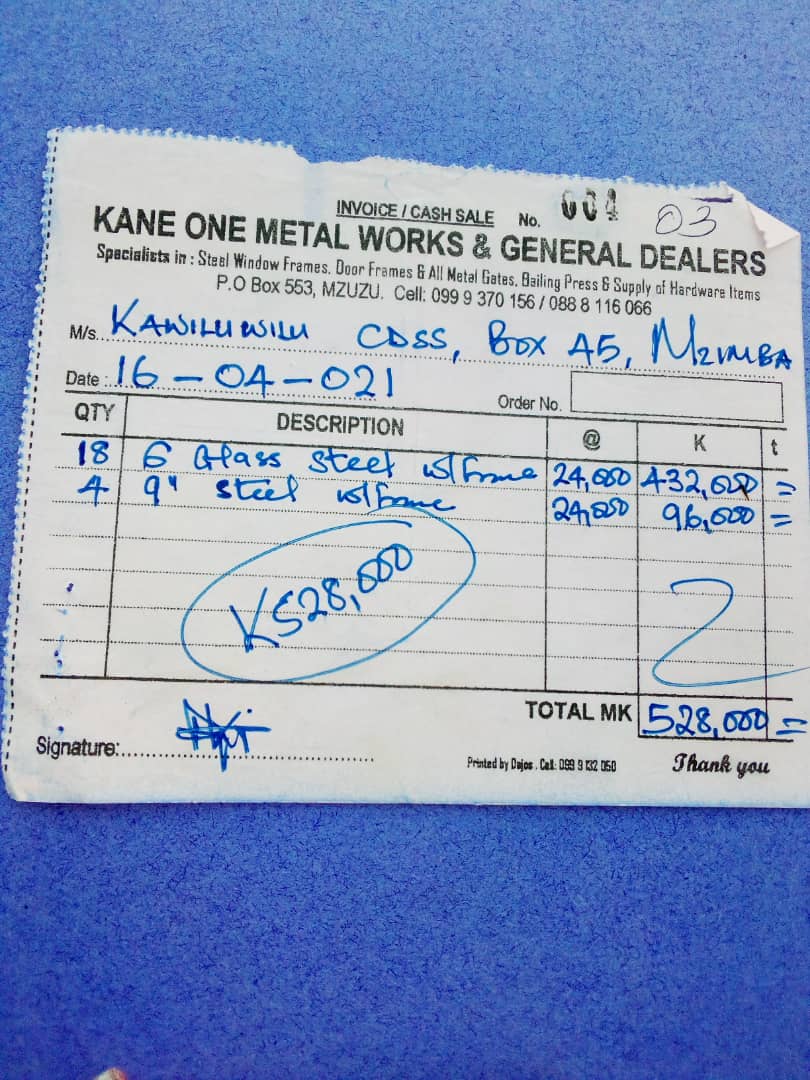 INVOICE / CASH SALE No. 004 03
KANE ONE METAL WORKS & GENERAL DEALERS
Specialists in : Steel Window Frames, Door Frames & All Metal Gates, Bailing Press & Supply of Hardware Items
P.O Box 553, MZUZU. Cell: 099 9 370 156 / 088 8 116 066
M/s. KAWILUWILU CDSS, BOX A5, MZIMBA
Date : 16-04-021
Order No.
QTY DESCRIPTION @ K t
18 6 Glass steel w/frame 24,000 432,000 =
4 9" steel w/frame 24,000 96,000 =
K528,000
TOTAL MK 528,000 =
Signature:
Printed by Dajos . Cell: 099 9 132 050
Thank you